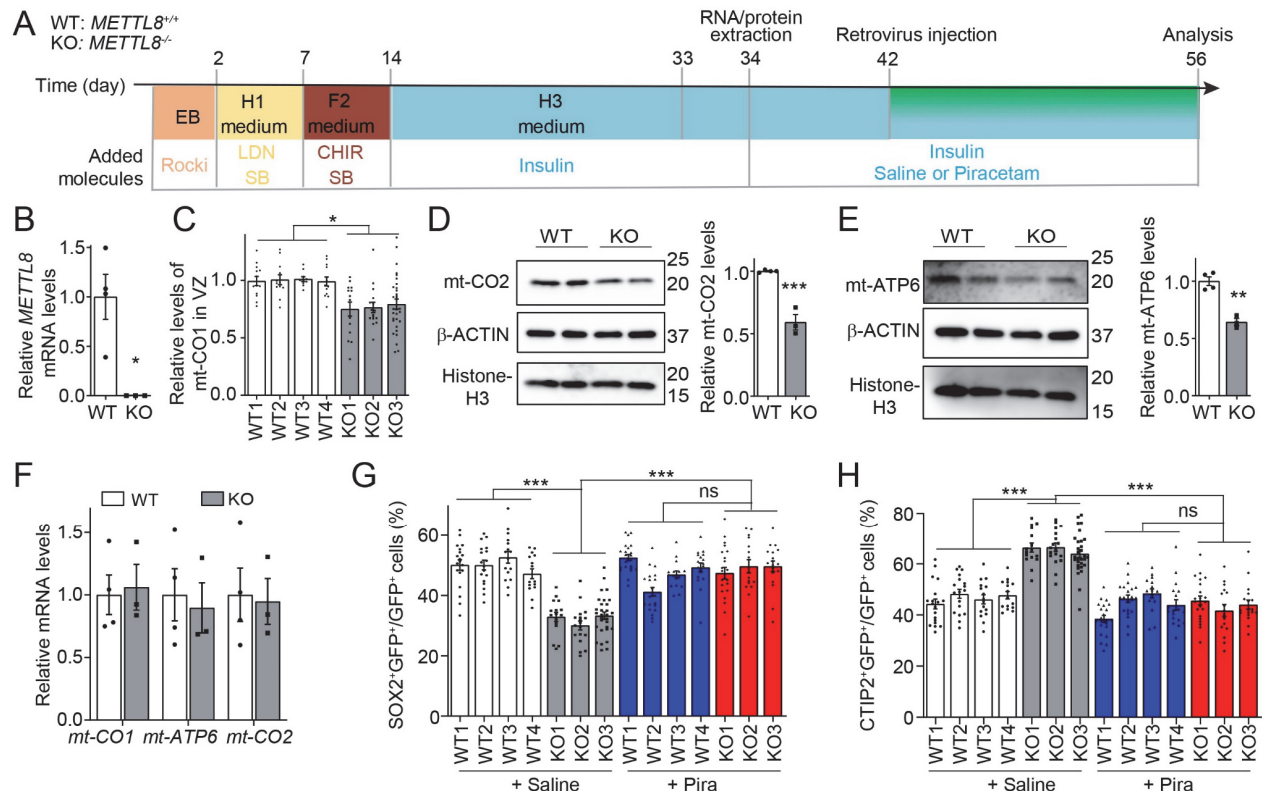 A
WT: METTL8+/+
KO: METTL8-/-
RNA/protein
extraction
Retrovirus injection
Analysis
2 7 14 33 34 42 56
Time (day)
EB
H1
medium
F2
medium
H3
medium
Added
molecules
Rocki
LDN
SB
CHIR
SB
Insulin
Insulin
Saline or Piracetam
B
Relative METTL8
mRNA levels
1.5
1.0
0.5
0.0
*
WT KO
C
Relative levels of
mt-CO1 in VZ
*
1.0
0.5
0.0
WT1 WT2 WT3 WT4 KO1 KO2 KO3
D
WT KO
mt-CO2
β-ACTIN
Histone-
H3
25
20
37
20
15
Relative mt-CO2 levels
1.0
0.5
0.0
***
WT KO
E
WT KO
mt-ATP6
β-ACTIN
Histone-
H3
25
20
37
20
15
Relative mt-ATP6 levels
1.0
0.5
0.0
**
WT KO
F
WT KO
Relative mRNA levels
1.5
1.0
0.5
0.0
mt-CO1 mt-ATP6 mt-CO2
G
SOX2+GFP+/GFP+ cells (%)
*** ***
ns
60
40
20
0
WT1 WT2 WT3 WT4 KO1 KO2 KO3 WT1 WT2 WT3 WT4 KO1 KO2 KO3
+ Saline + Pira
H
CTIP2+GFP+/GFP+ cells (%)
*** ***
ns
80
60
40
20
0
WT1 WT2 WT3 WT4 KO1 KO2 KO3 WT1 WT2 WT3 WT4 KO1 KO2 KO3
+ Saline + Pira